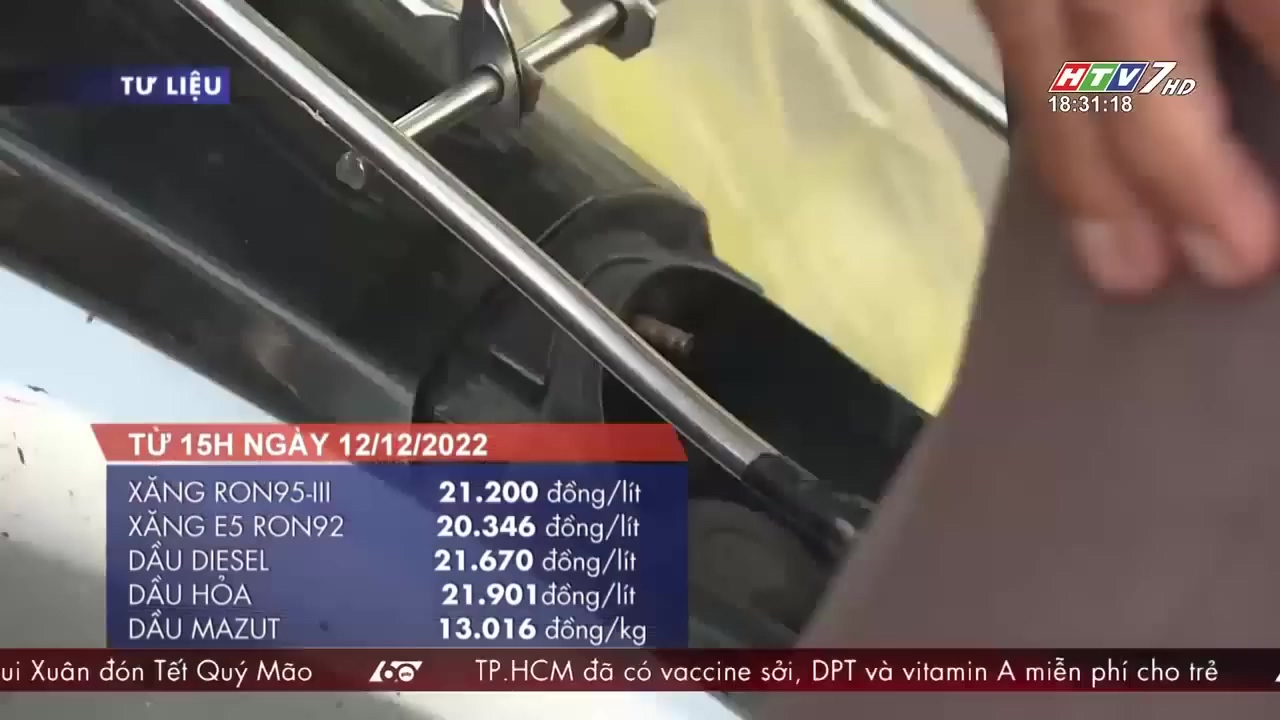 TƯ LIỆU
HTV7 HD
18:31:18
TỪ 15H NGÀY 12/12/2022
XĂNG RON95-III 21.200 đồng/lít
XĂNG E5 RON92 20.346 đồng/lít
DẦU DIESEL 21.670 đồng/lít
DẦU HỎA 21.901đồng/lít
DẦU MAZUT 13.016 đồng/kg
ui Xuân đón Tết Quý Mão 60 TP.HCM đã có vaccine sởi, DPT và vitamin A miễn phí cho trẻ